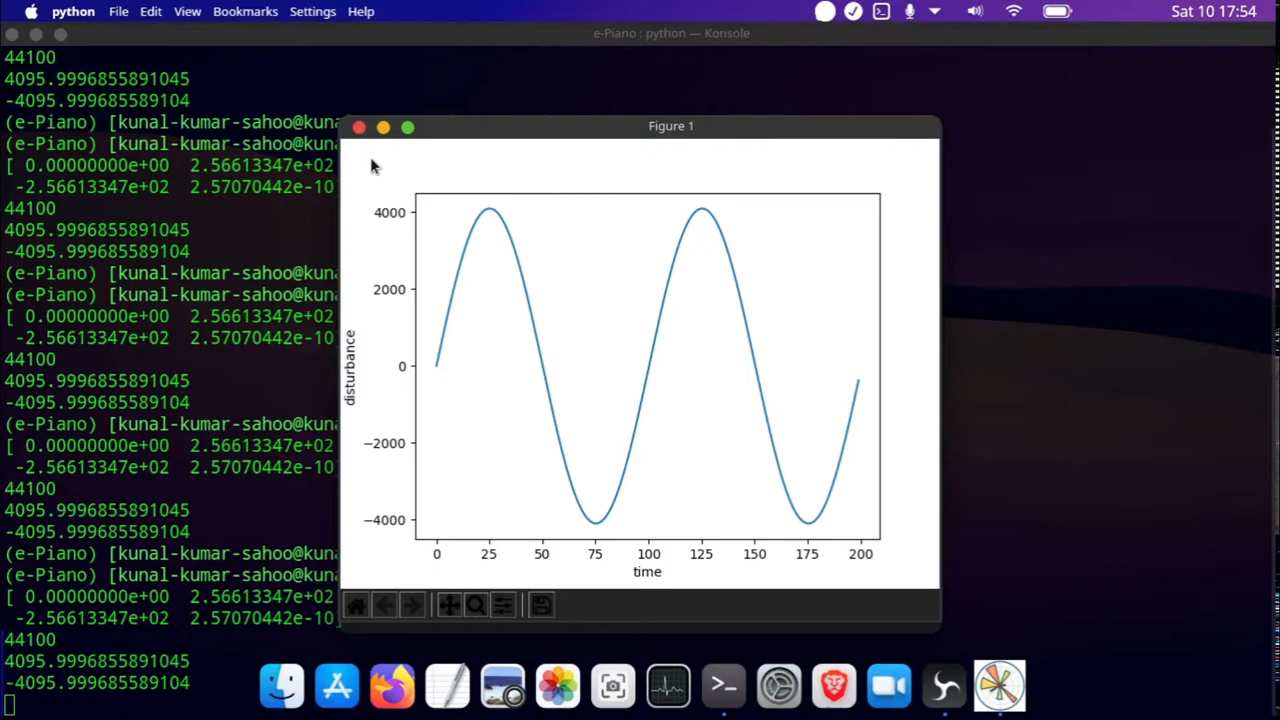 python File Edit View Bookmarks Settings Help Sat 10 17:54
e-Piano : python — Konsole
44100
4095.9996855891045
-4095.999685589104
(e-Piano) [kunal-kumar-sahoo@kuna
(e-Piano) [kunal-kumar-sahoo@kuna
[ 0.00000000e+00 2.56613347e+02
-2.56613347e+02 2.57070442e-10
44100
4095.9996855891045
-4095.999685589104
(e-Piano) [kunal-kumar-sahoo@kuna
(e-Piano) [kunal-kumar-sahoo@kuna
[ 0.00000000e+00 2.56613347e+02
-2.56613347e+02 2.57070442e-10
44100
4095.9996855891045
-4095.999685589104
(e-Piano) [kunal-kumar-sahoo@kuna
[ 0.00000000e+00 2.56613347e+02
-2.56613347e+02 2.57070442e-10
44100
4095.9996855891045
-4095.999685589104
(e-Piano) [kunal-kumar-sahoo@kuna
(e-Piano) [kunal-kumar-sahoo@kuna
[ 0.00000000e+00 2.56613347e+02
-2.56613347e+02 2.57070442e-10
44100
4095.9996855891045
-4095.999685589104
Figure 1
4000
2000
0
−2000
−4000
disturbance
0 25 50 75 100 125 150 175 200
time